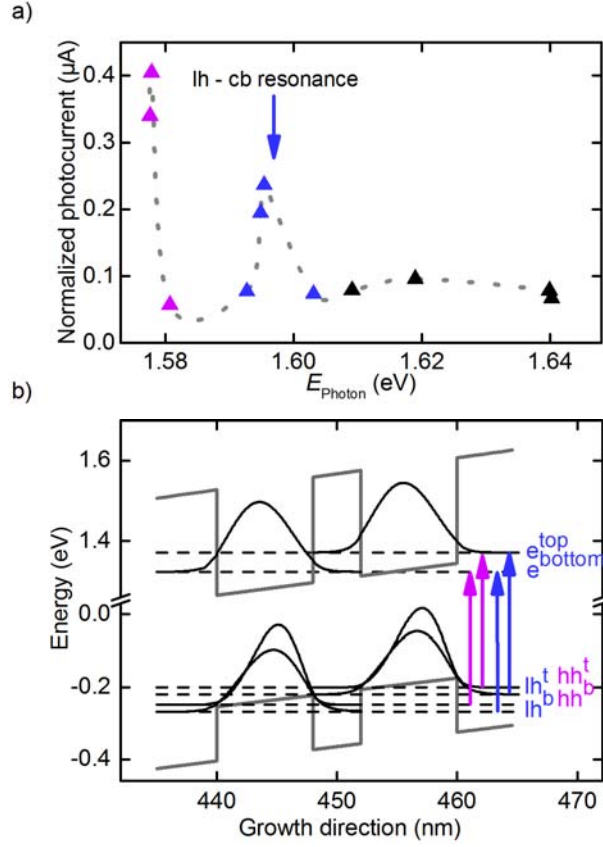 a)
Normalized photocurrent (µA)
0.4
0.3
0.2
0.1
0.0
lh - cb resonance
1.58
1.60
1.62
1.64
E Photon (eV)
b)
Energy (eV)
1.6
1.4
0.0
-0.2
-0.4
e top
e bottom
lh t hh t
lh b hh b
440
450
460
470
Growth direction (nm)